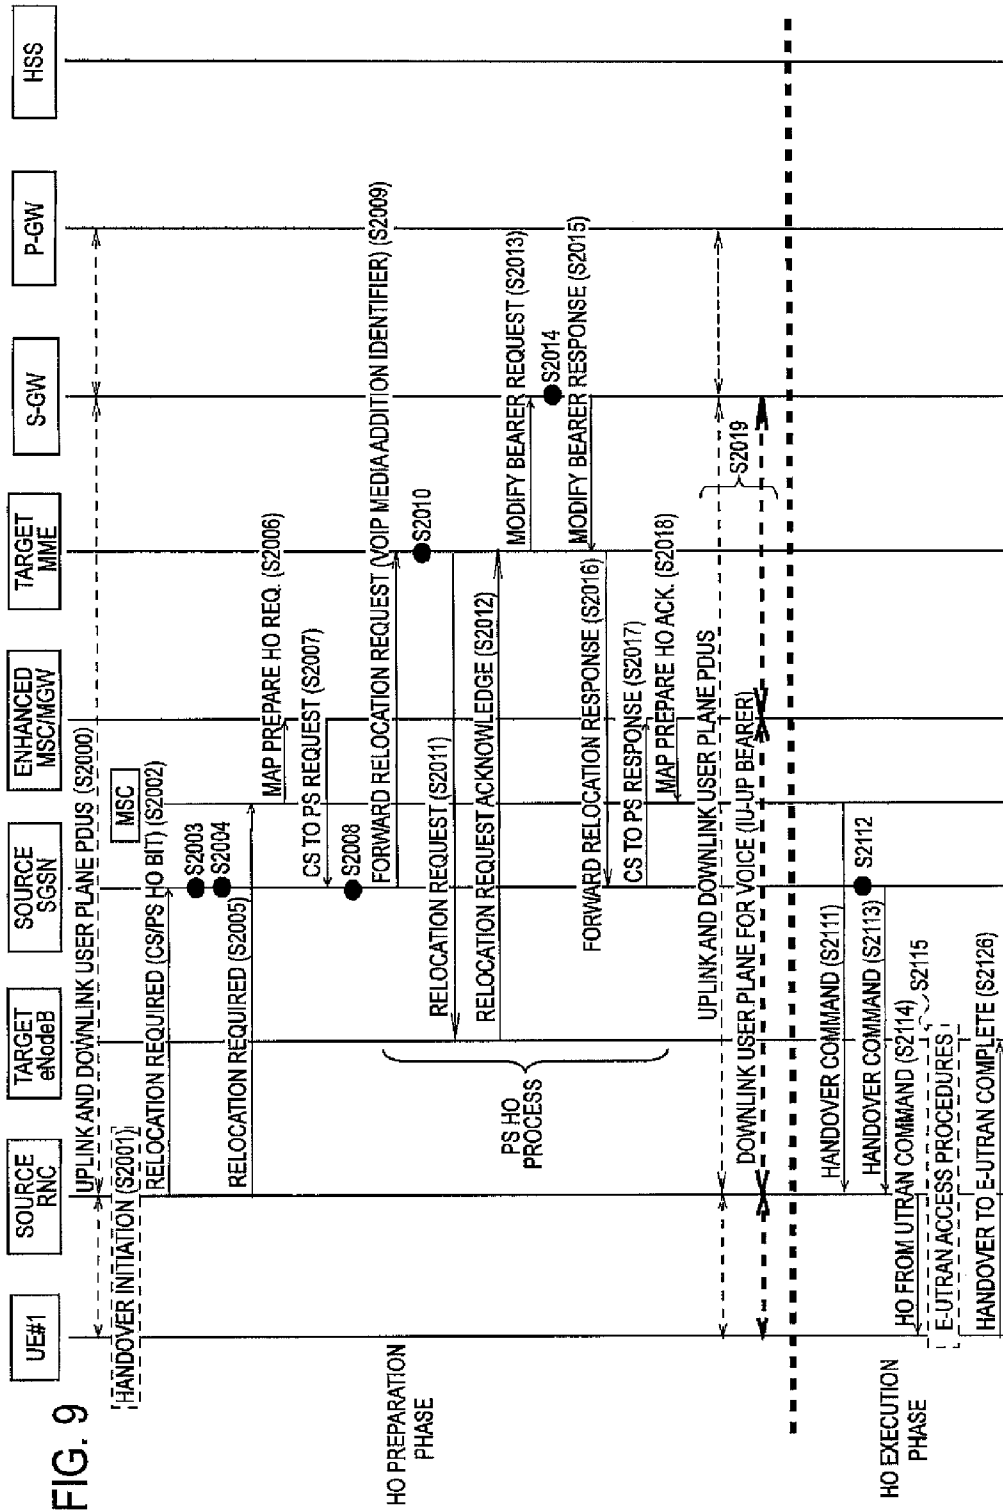 FIG. 9
UE#1
SOURCE
RNC
TARGET
eNodeB
SOURCE
SGSN
ENHANCED
MSC/MGW
TARGET
MME
S-GW
P-GW
HSS
MSC
UPLINK AND DOWNLINK USER PLANE PDUS (S2000)
HANDOVER INITIATION (S2001)
RELOCATION REQUIRED (CS/PS HO BIT) (S2002)
S2003
S2004
RELOCATION REQUIRED (S2005)
MAP PREPARE HO REQ. (S2006)
CS TO PS REQUEST (S2007)
S2008
HO PREPARATION
PHASE
FORWARD RELOCATION REQUEST (VOIP MEDIA ADDITION IDENTIFIER) (S2009)
S2010
RELOCATION REQUEST (S2011)
RELOCATION REQUEST ACKNOWLEDGE (S2012)
PS HO
PROCESS
MODIFY BEARER REQUEST (S2013)
S2014
MODIFY BEARER RESPONSE (S2015)
FORWARD RELOCATION RESPONSE (S2016)
CS TO PS RESPONSE (S2017)
MAP PREPARE HO ACK. (S2018)
UPLINK AND DOWNLINK USER PLANE PDUS
S2019
DOWNLINK USER PLANE FOR VOICE (IU-UP BEARER)
HO EXECUTION
PHASE
HANDOVER COMMAND (S2111)
S2112
HANDOVER COMMAND (S2113)
HO FROM UTRAN COMMAND (S2114)
S2115
E-UTRAN ACCESS PROCEDURES
HANDOVER TO E-UTRAN COMPLETE (S2126)